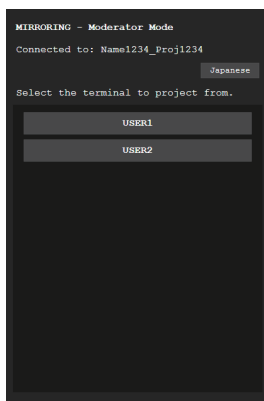 MIRRORING - Moderator Mode
Connected to: Name1234_Proj1234
Japanese
Select the terminal to project from.
USER1
USER2